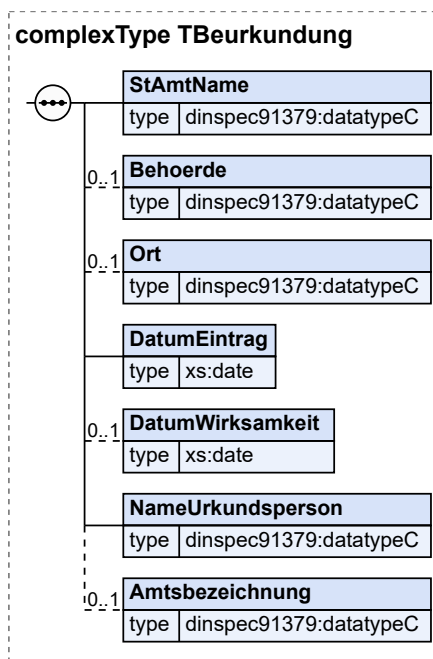 complexType TBeurkundung
StAmtName
type dinspec91379:datatypeC
0..1 Behoerde
type dinspec91379:datatypeC
0..1 Ort
type dinspec91379:datatypeC
DatumEintrag
type xs:date
0..1 DatumWirksamkeit
type xs:date
NameUrkundsperson
type dinspec91379:datatypeC
0..1 Amtsbezeichnung
type dinspec91379:datatypeC